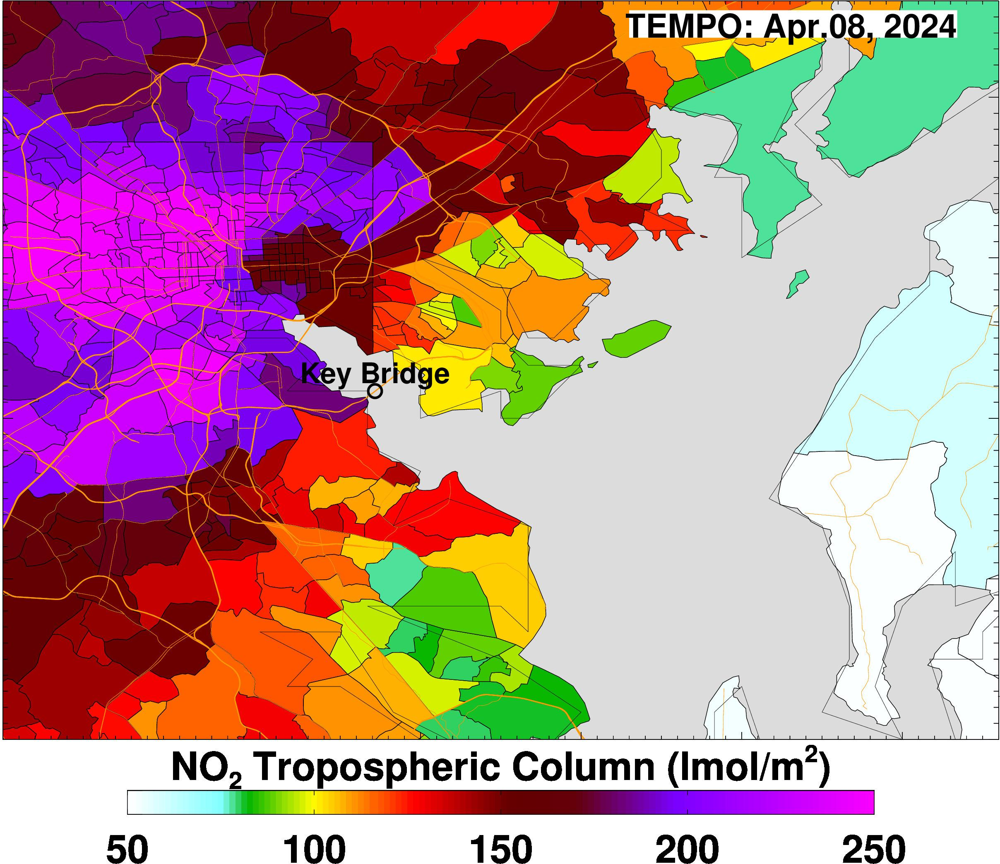 TEMPO: Apr.08, 2024
Key Bridge
NO₂ Tropospheric Column (lmol/m²)
50 100 150 200 250